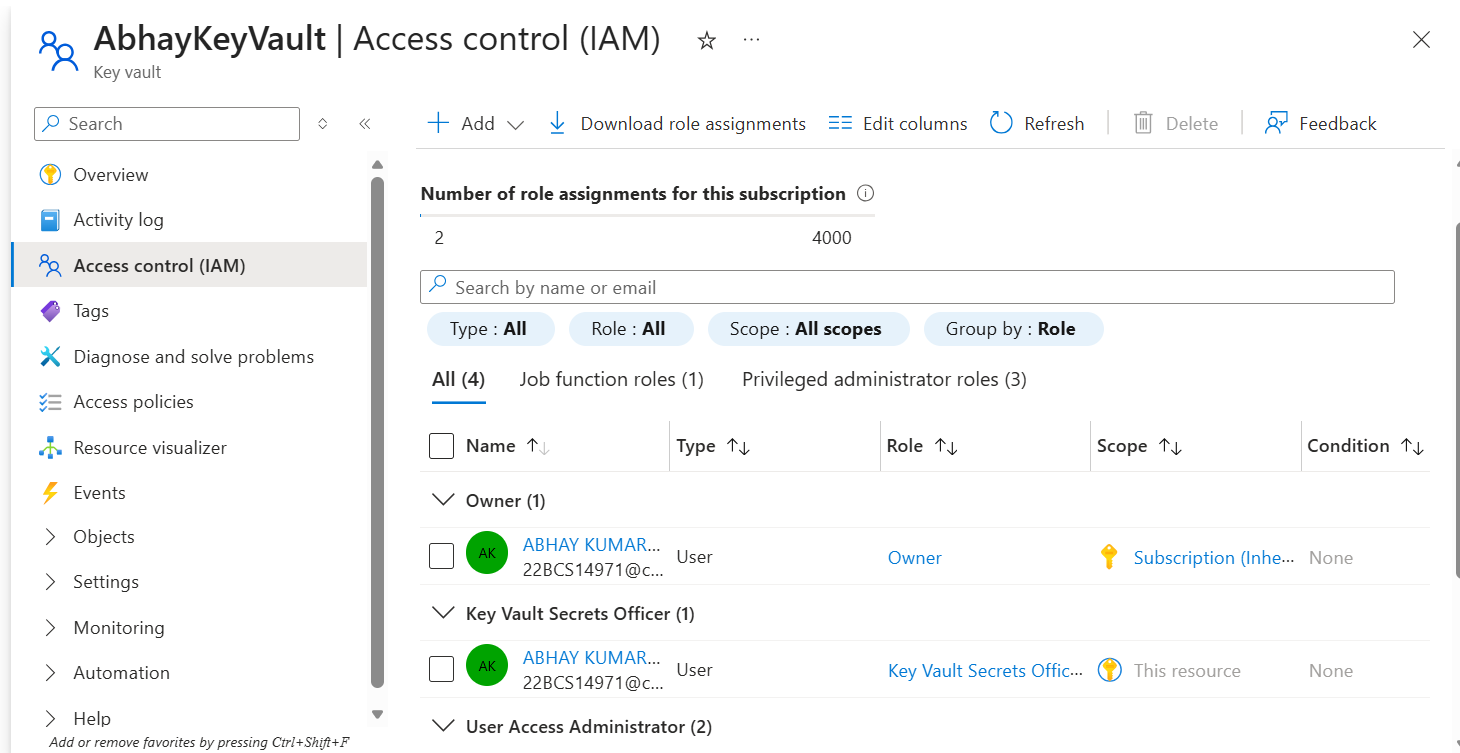 AbhayKeyVault | Access control (IAM) ☆ ···
Key vault
Search
Overview
Activity log
Access control (IAM)
Tags
Diagnose and solve problems
Access policies
Resource visualizer
Events
Objects
Settings
Monitoring
Automation
Help
Add or remove favorites by pressing Ctrl+Shift+F
Add Download role assignments Edit columns Refresh Delete Feedback
Number of role assignments for this subscription
2 4000
Search by name or email
Type : All Role : All Scope : All scopes Group by : Role
All (4) Job function roles (1) Privileged administrator roles (3)
Name Type Role Scope Condition
Owner (1)
AK ABHAY KUMAR... User Owner Subscription (Inhe... None
22BCS14971@c...
Key Vault Secrets Officer (1)
AK ABHAY KUMAR... User Key Vault Secrets Offic... This resource None
22BCS14971@c...
User Access Administrator (2)